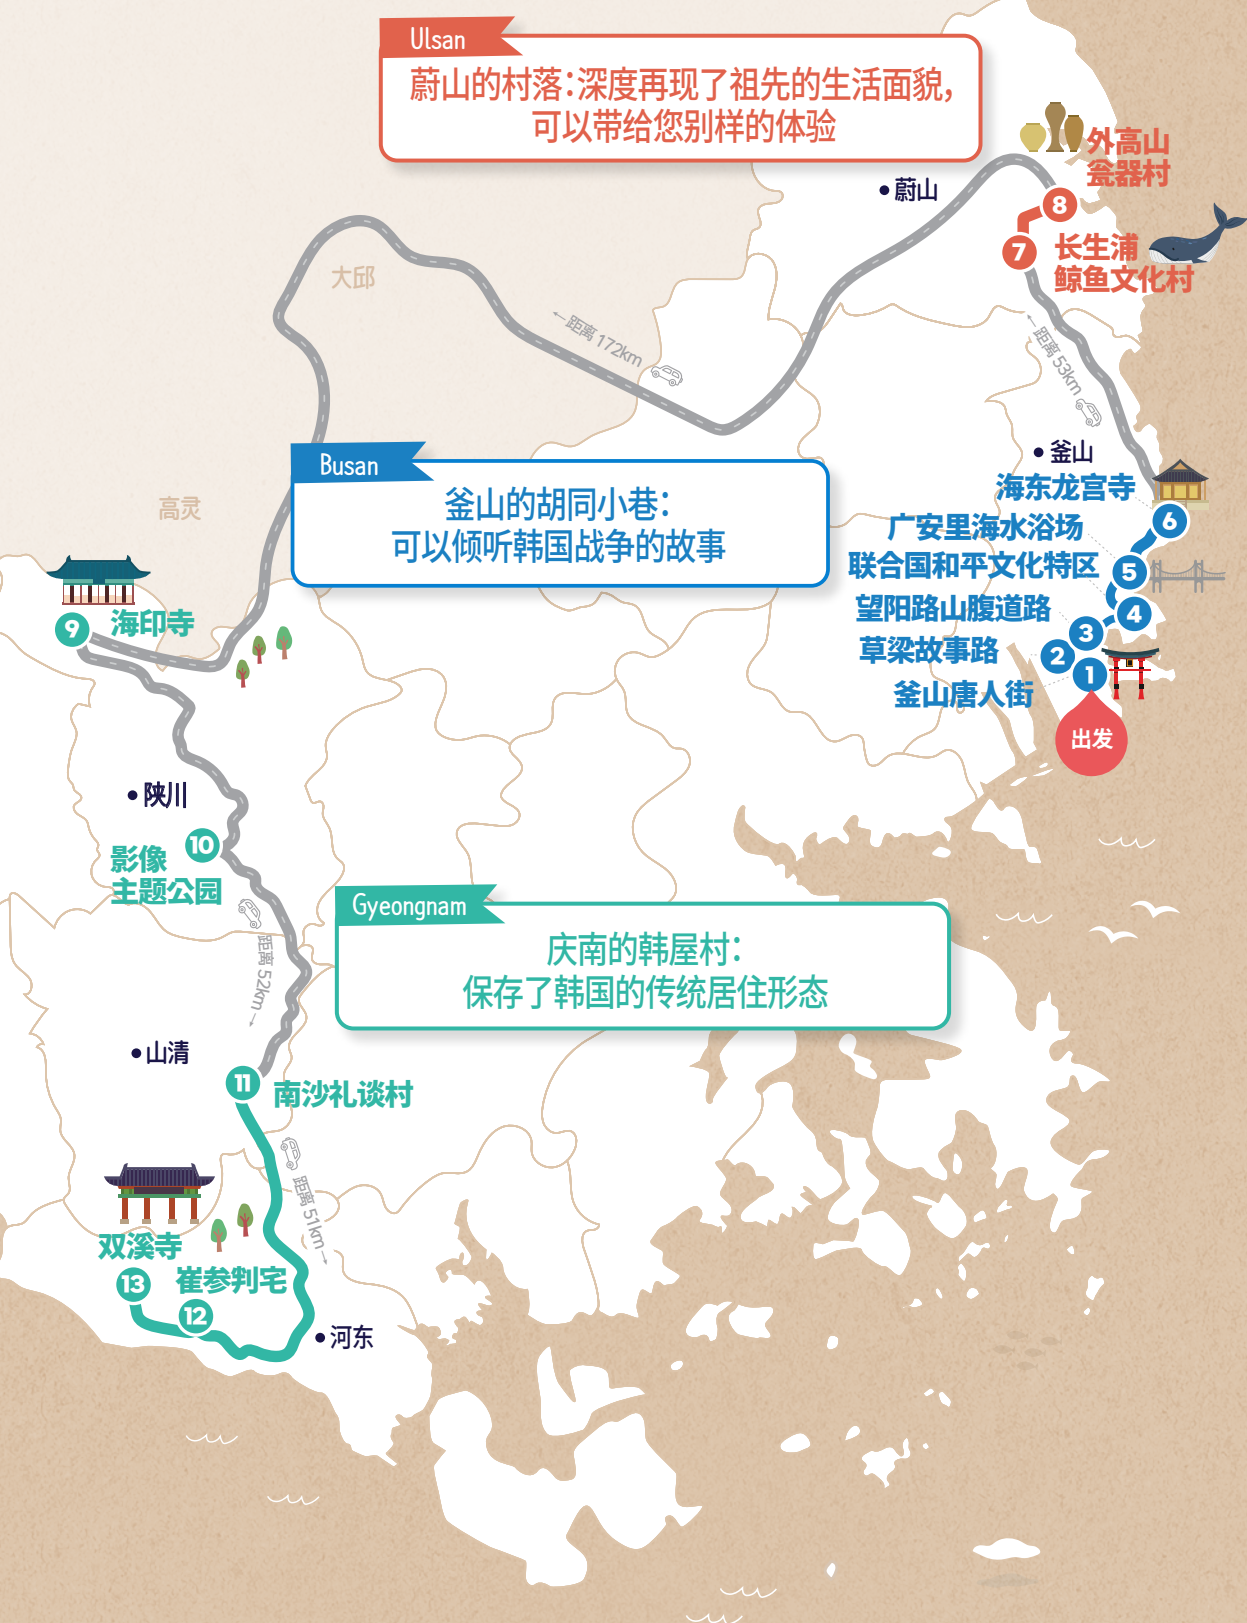 Ulsan
蔚山的村落：深度再现了祖先的生活面貌，
可以带给您别样的体验
外高山
瓮器村
蔚山
8
7
长生浦
鲸鱼文化村
大邱
←距离 172km
←距离 53km
釜山
Busan
釜山的胡同小巷：
可以倾听韩国战争的故事
海东龙宫寺
6
广安里海水浴场
联合国和平文化特区
5
望阳路山腹道路
4
3
草梁故事路
2
釜山唐人街
1
出发
高灵
9
海印寺
陕川
10
影像
主题公园
Gyeongnam
庆南的韩屋村：
保存了韩国的传统居住形态
距离 52km→
山清
11
南沙礼谈村
距离 51km→
双溪寺
13
崔参判宅
12
河东